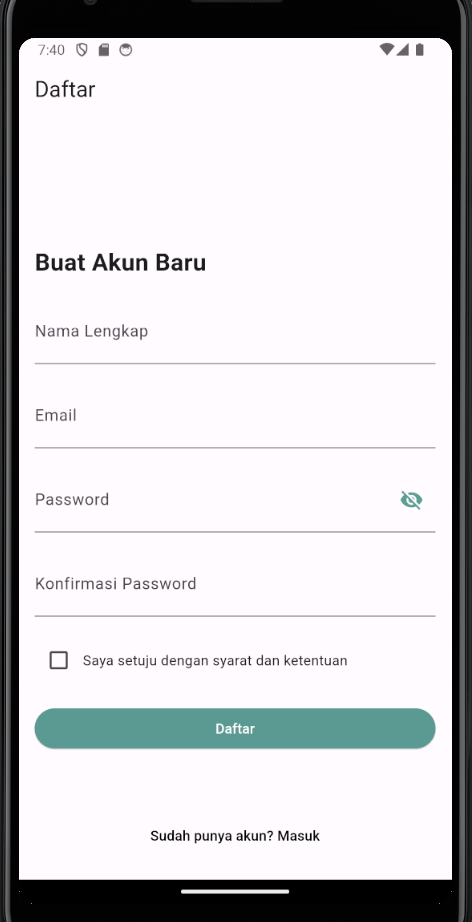 7:40
Daftar
Buat Akun Baru
Nama Lengkap
Email
Password
Konfirmasi Password
Saya setuju dengan syarat dan ketentuan
Daftar
Sudah punya akun? Masuk